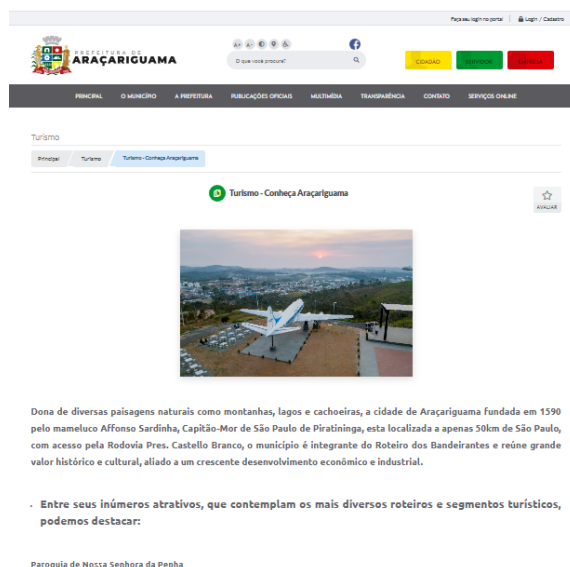 Faça seu login no portal
Login / Cadastro
PREFEITURA DE
ARAÇARIGUAMA
A+ A-
O que você procura?
CIDADÃO
SERVIDOR
EMPRESA
PRINCIPAL O MUNICÍPIO A PREFEITURA PUBLICAÇÕES OFICIAIS MULTIMÍDIA TRANSPARÊNCIA CONTATO SERVIÇOS ONLINE
Turismo
Principal Turismo Turismo - Conheça Araçariguama
Turismo - Conheça Araçariguama
AVALIAR
Dona de diversas paisagens naturais como montanhas, lagos e cachoeiras, a cidade de Araçariguama fundada em 1590
pelo mameluco Affonso Sardinha, Capitão-Mor de São Paulo de Piratininga, esta localizada a apenas 50km de São Paulo,
com acesso pela Rodovia Pres. Castello Branco, o município é integrante do Roteiro dos Bandeirantes e reúne grande
valor histórico e cultural, aliado a um crescente desenvolvimento econômico e industrial.
• Entre seus inúmeros atrativos, que contemplam os mais diversos roteiros e segmentos turísticos,
podemos destacar:
Paroquia de Nossa Senhora da Penha